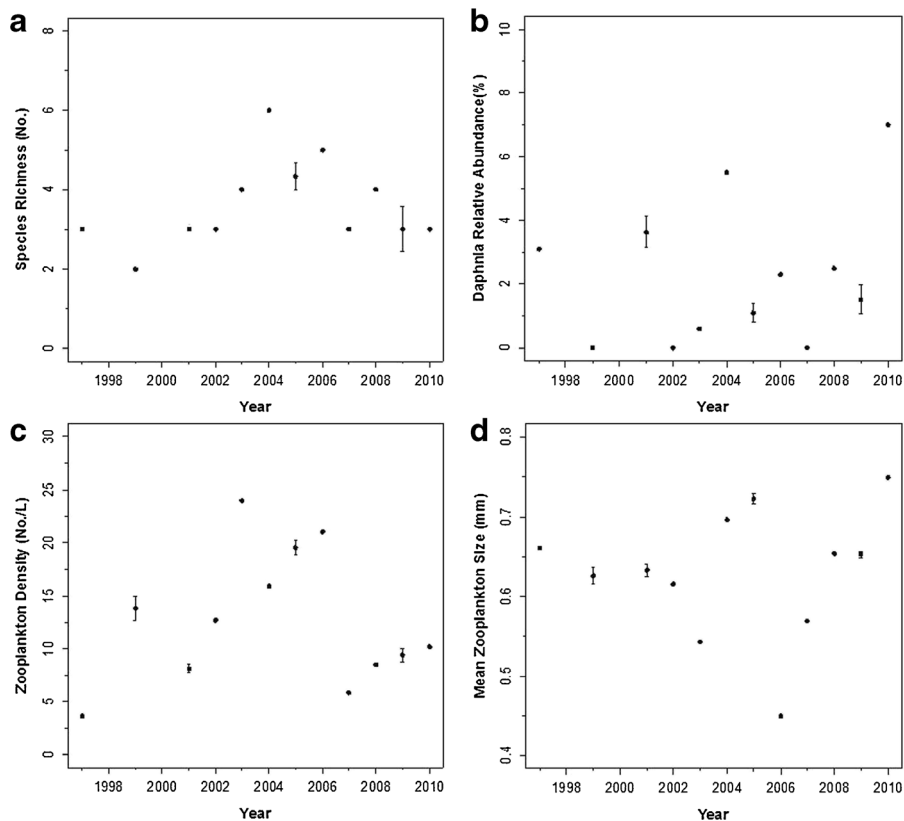 a
8
6
4
2
0
Species Richness (No.)
1998 2000 2002 2004 2006 2008 2010
Year
b
10
8
6
4
2
0
Daphnia Relative Abundance(%)
1998 2000 2002 2004 2006 2008 2010
Year
c
30
25
20
15
10
5
0
Zooplankton Density (No./L)
1998 2000 2002 2004 2006 2008 2010
Year
d
0.8
0.7
0.6
0.5
0.4
Mean Zooplankton Size (mm)
1998 2000 2002 2004 2006 2008 2010
Year